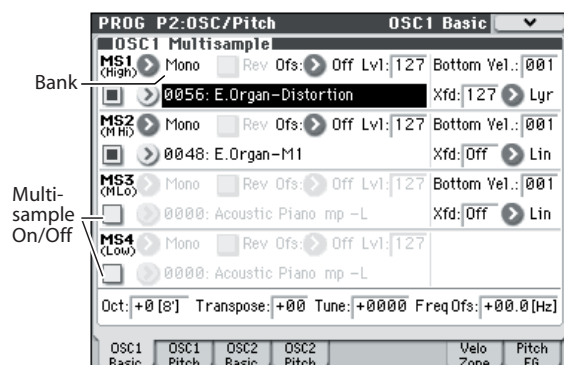 PROG P2:OSC/Pitch OSC1 Basic
OSC1 Multisample
MS1 (High) Mono Rev Ofs: Off Lvl: 127 Bottom Vel.: 001
Bank
0056: E.Organ-Distortion Xfd: 127 Lyr
MS2 (M Hi) Mono Rev Ofs: Off Lvl: 127 Bottom Vel.: 001
0048: E.Organ-M1 Xfd: Off Lin
MS3 (MLo) Mono Rev Ofs: Off Lvl: 127 Bottom Vel.: 001
Multi-
sample
On/Off
0000: Acoustic Piano mp -L Xfd: Off Lin
MS4 (Low) Mono Rev Ofs: Off Lvl: 127
0000: Acoustic Piano mp -L
Oct: +0 [8'] Transpose: +00 Tune: +0000 FreqOfs: +00.0 [Hz]
OSC1 Basic OSC1 Pitch OSC2 Basic OSC2 Pitch Velo Zone Pitch EG